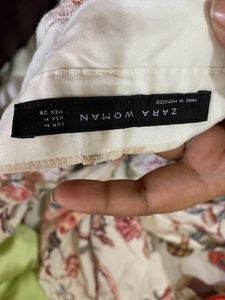 ZARA WOMAN
MADE IN MOROCCO
EUR M
USA M
MEX 28